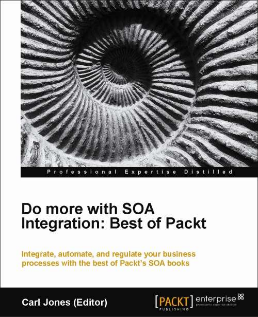 Professional Expertise Distilled
Do more with SOA
Integration: Best of Packt
Integrate, automate, and regulate your business
processes with the best of Packt's SOA books
Carl Jones (Editor)
[PACKT] enterprise
PUBLISHING